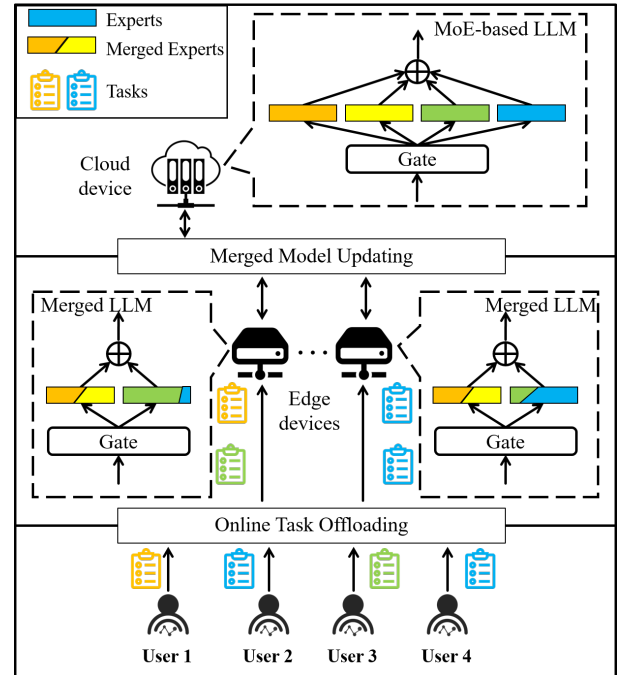 Experts
Merged Experts
Tasks
MoE-based LLM
Gate
Cloud
device
Merged Model Updating
Merged LLM
Gate
Edge
devices
Merged LLM
Gate
Online Task Offloading
User 1
User 2
User 3
User 4